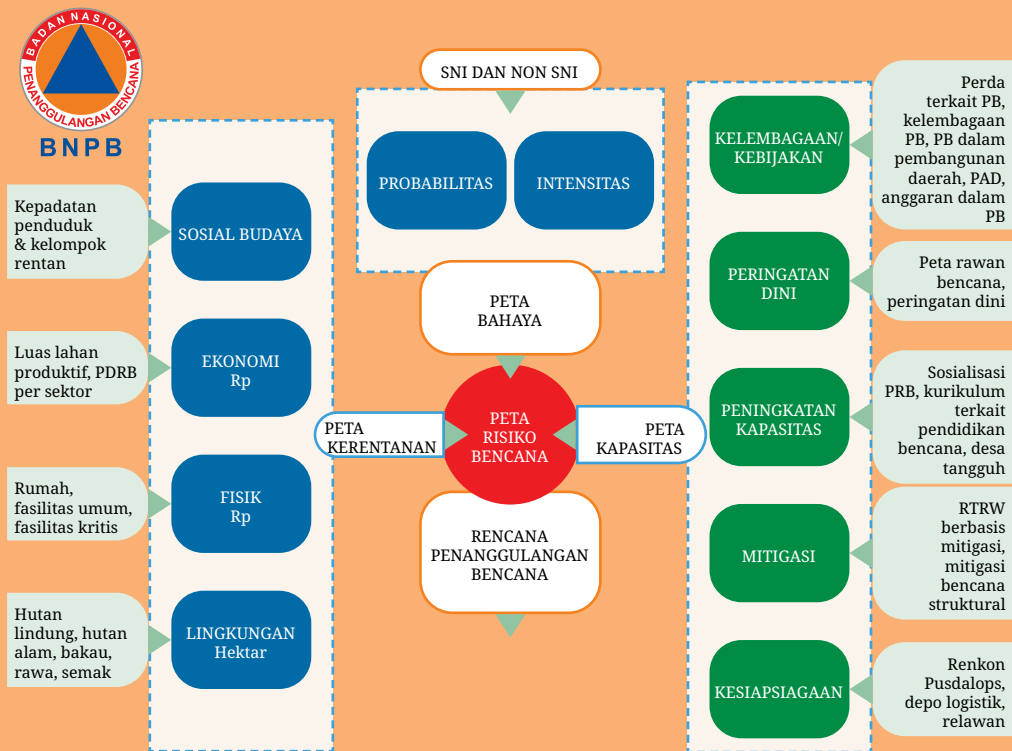 BADAN NASIONAL
PENANGGULANGAN BENCANA
BNPB
Kepadatan
penduduk
& kelompok
rentan
SOSIAL BUDAYA
Luas lahan
produktif, PDRB
per sektor
EKONOMI
Rp
Rumah,
fasilitas umum,
fasilitas kritis
FISIK
Rp
Hutan
lindung, hutan
alam, bakau,
rawa, semak
LINGKUNGAN
Hektar
SNI DAN NON SNI
PROBABILITAS
INTENSITAS
PETA
BAHAYA
PETA
KERENTANAN
PETA
RISIKO
BENCANA
PETA
KAPASITAS
RENCANA
PENANGGULANGAN
BENCANA
KELEMBAGAAN/
KEBIJAKAN
Perda
terkait PB,
kelembagaan
PB, PB dalam
pembangunan
daerah, PAD,
anggaran dalam
PB
PERINGATAN
DINI
Peta rawan
bencana,
peringatan dini
PENINGKATAN
KAPASITAS
Sosialisasi
PRB, kurikulum
terkait
pendidikan
bencana, desa
tangguh
MITIGASI
RTRW
berbasis
mitigasi,
mitigasi
bencana
struktural
KESIAPSIAGAAN
Renkon
Pusdalops,
depo logistik,
relawan